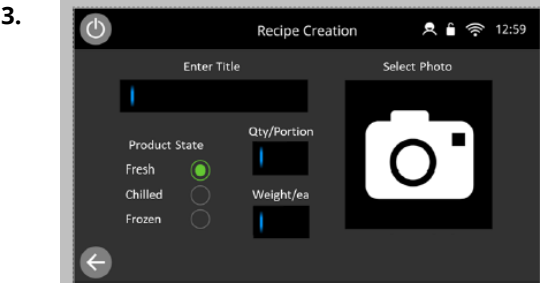 3.
Recipe Creation 12:59
Enter Title
Select Photo
Qty/Portion
Product State
Fresh
Chilled
Weight/ea
Frozen